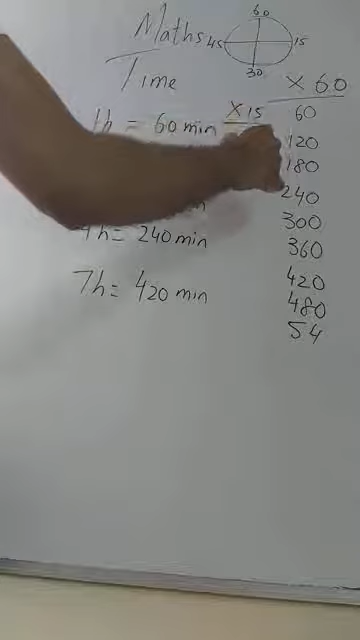 Maths
Time
60
45 15
30
1h = 60 min
4h = 240 min
7h = 420 min
X 15
X 60
60
120
180
240
300
360
420
480
54